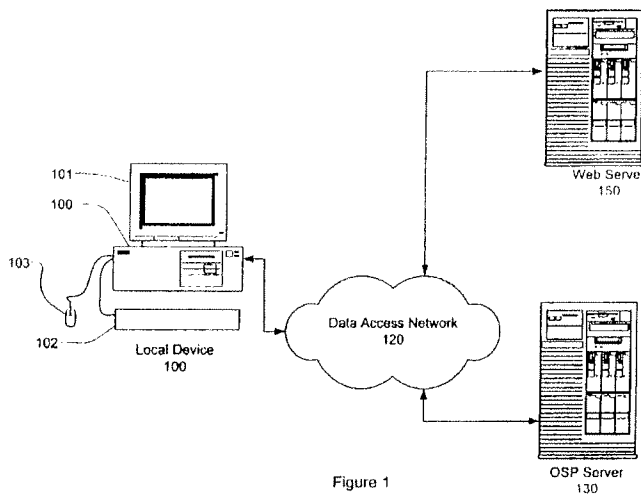 101
100
103
102
Local Device
100
Data Access Network
120
Web Serve
150
OSP Server
130
Figure 1